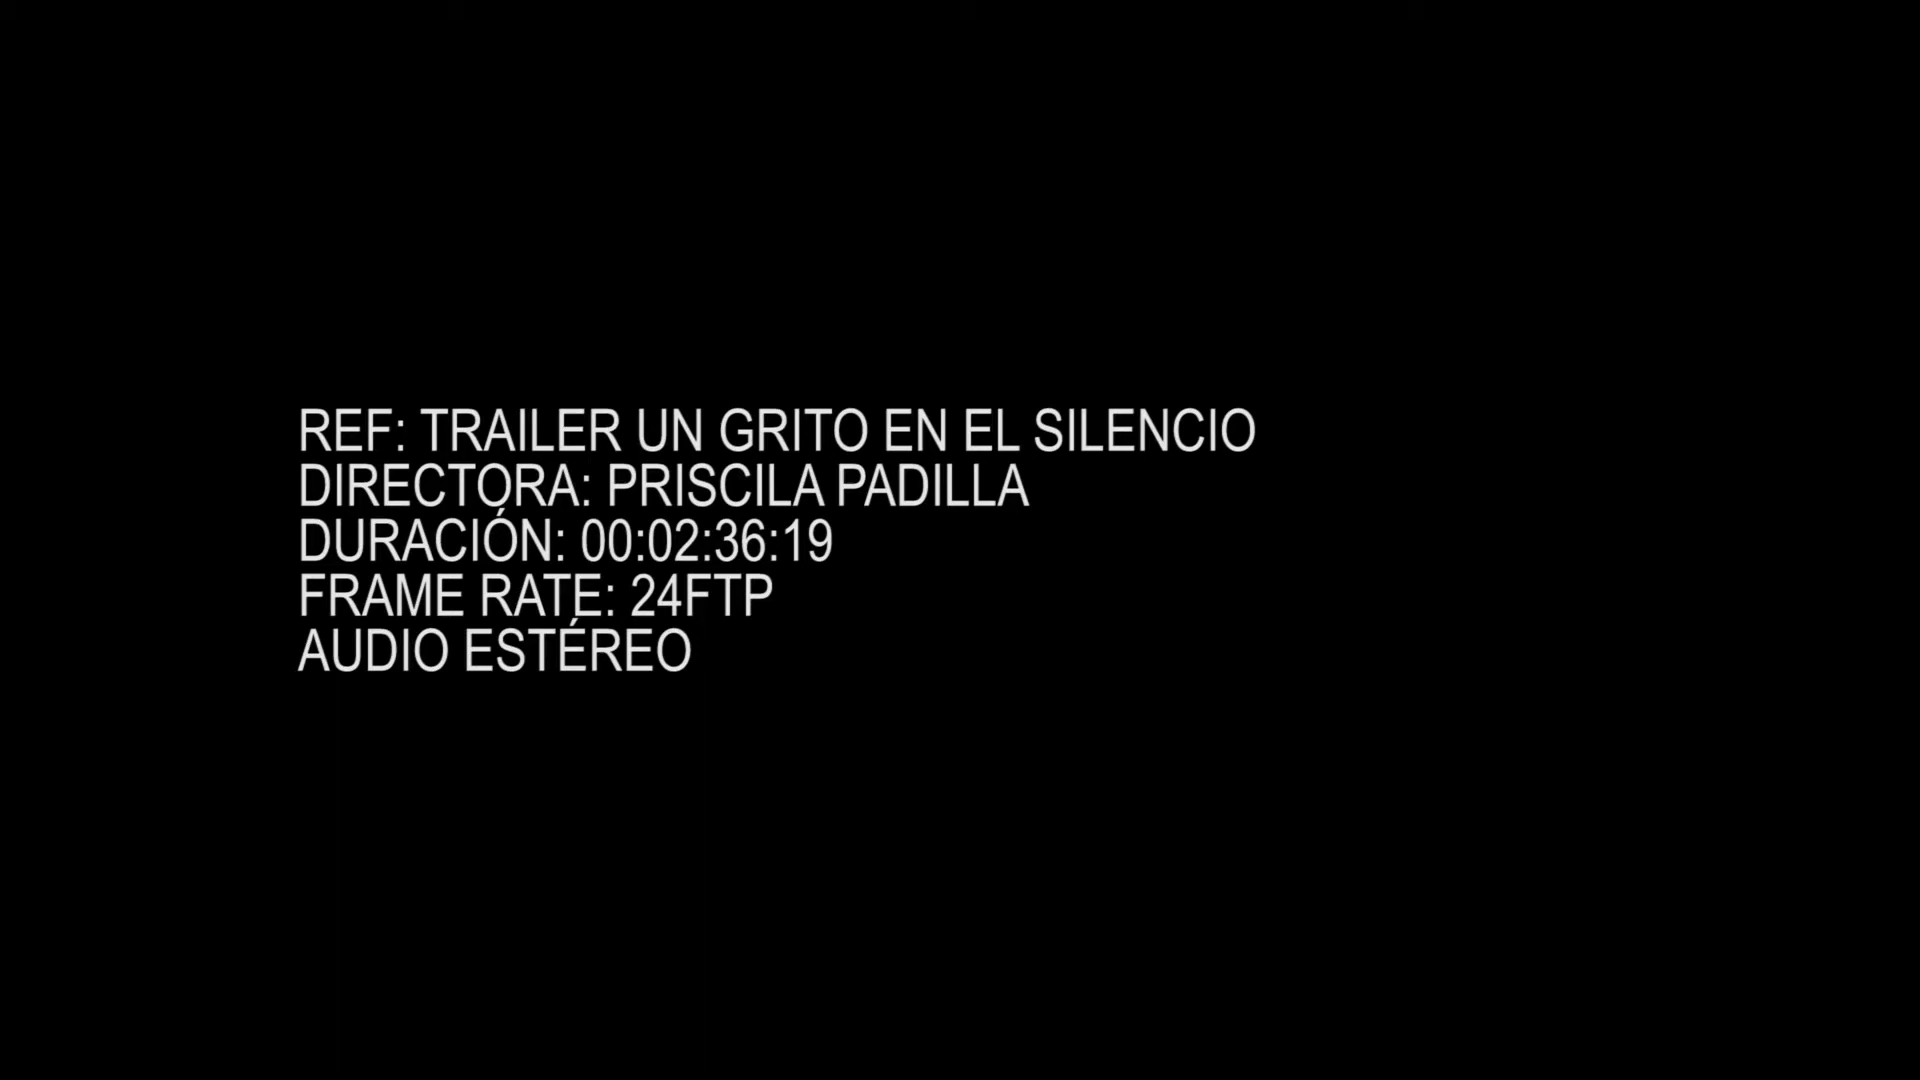 REF: TRAILER UN GRITO EN EL SILENCIO
DIRECTORA: PRISCILA PADILLA
DURACIÓN: 00:02:36:19
FRAME RATE: 24FTP
AUDIO ESTÉREO